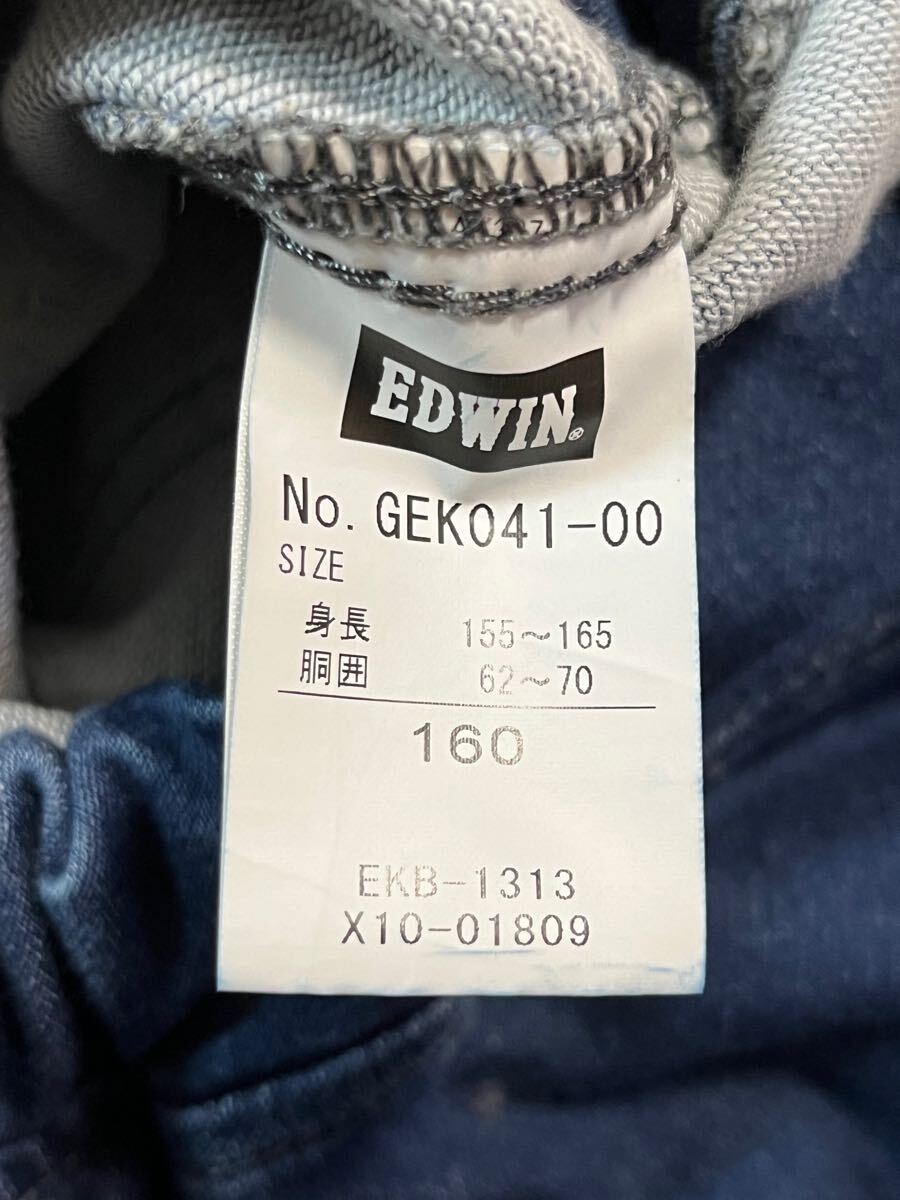 EDWIN®
No. GEK041-00
SIZE
身長 155～165
胴囲 62～70
160
EKB-1313
X10-01809